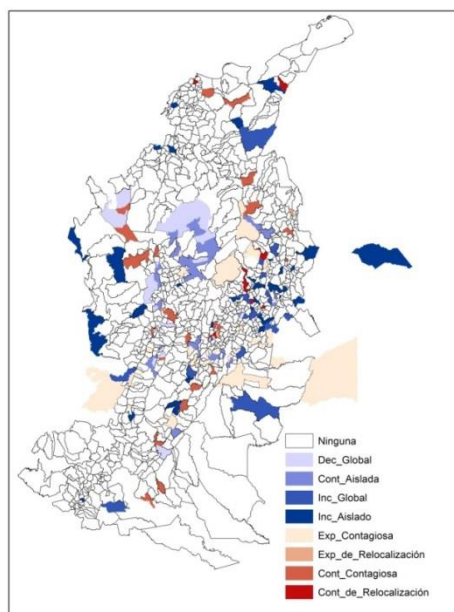 Ninguna
Dec_Global
Cont_Aislada
Inc_Global
Inc_Aislado
Exp_Contagiosa
Exp_de_Relocalización
Cont_Contagiosa
Cont_de_Relocalización